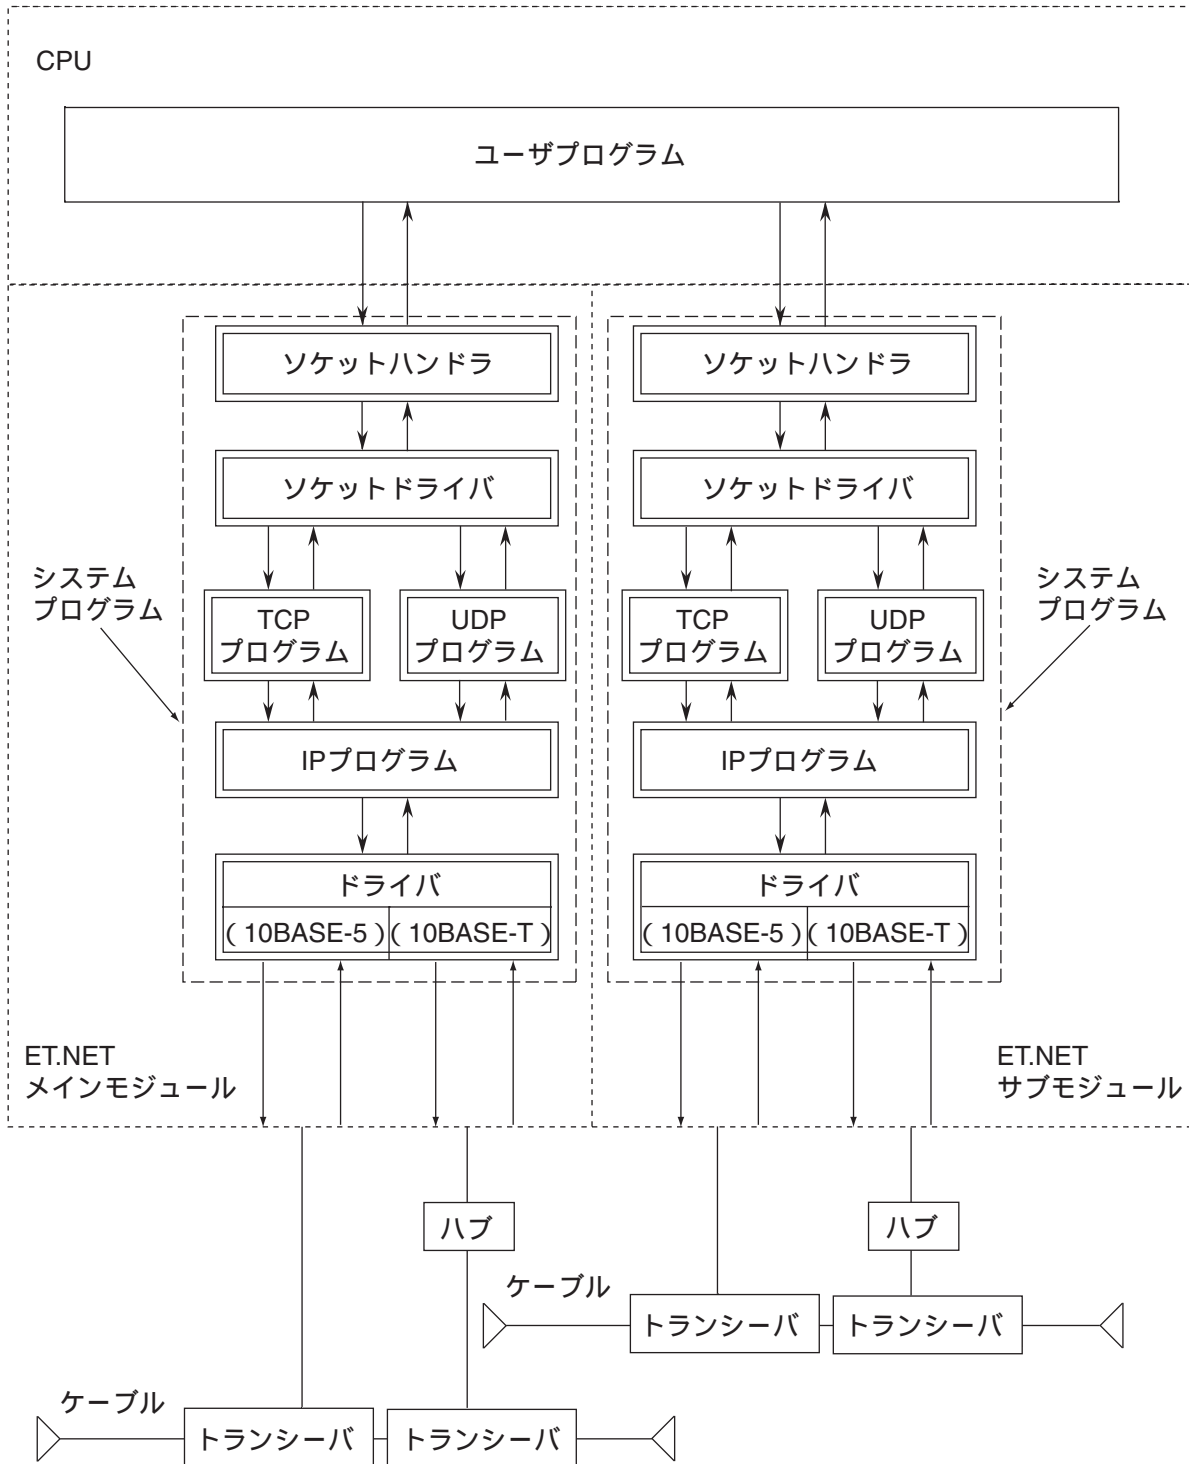 CPU
ユーザプログラム
ソケットハンドラ
ソケットハンドラ
ソケットドライバ
ソケットドライバ
システム
プログラム
システム
プログラム
TCP
プログラム
UDP
プログラム
TCP
プログラム
UDP
プログラム
IPプログラム
IPプログラム
ドライバ
(10BASE-5)
(10BASE-T)
ドライバ
(10BASE-5)
(10BASE-T)
ET.NET
メインモジュール
ET.NET
サブモジュール
ハブ
ハブ
ケーブル
トランシーバ
トランシーバ
ケーブル
トランシーバ
トランシーバ